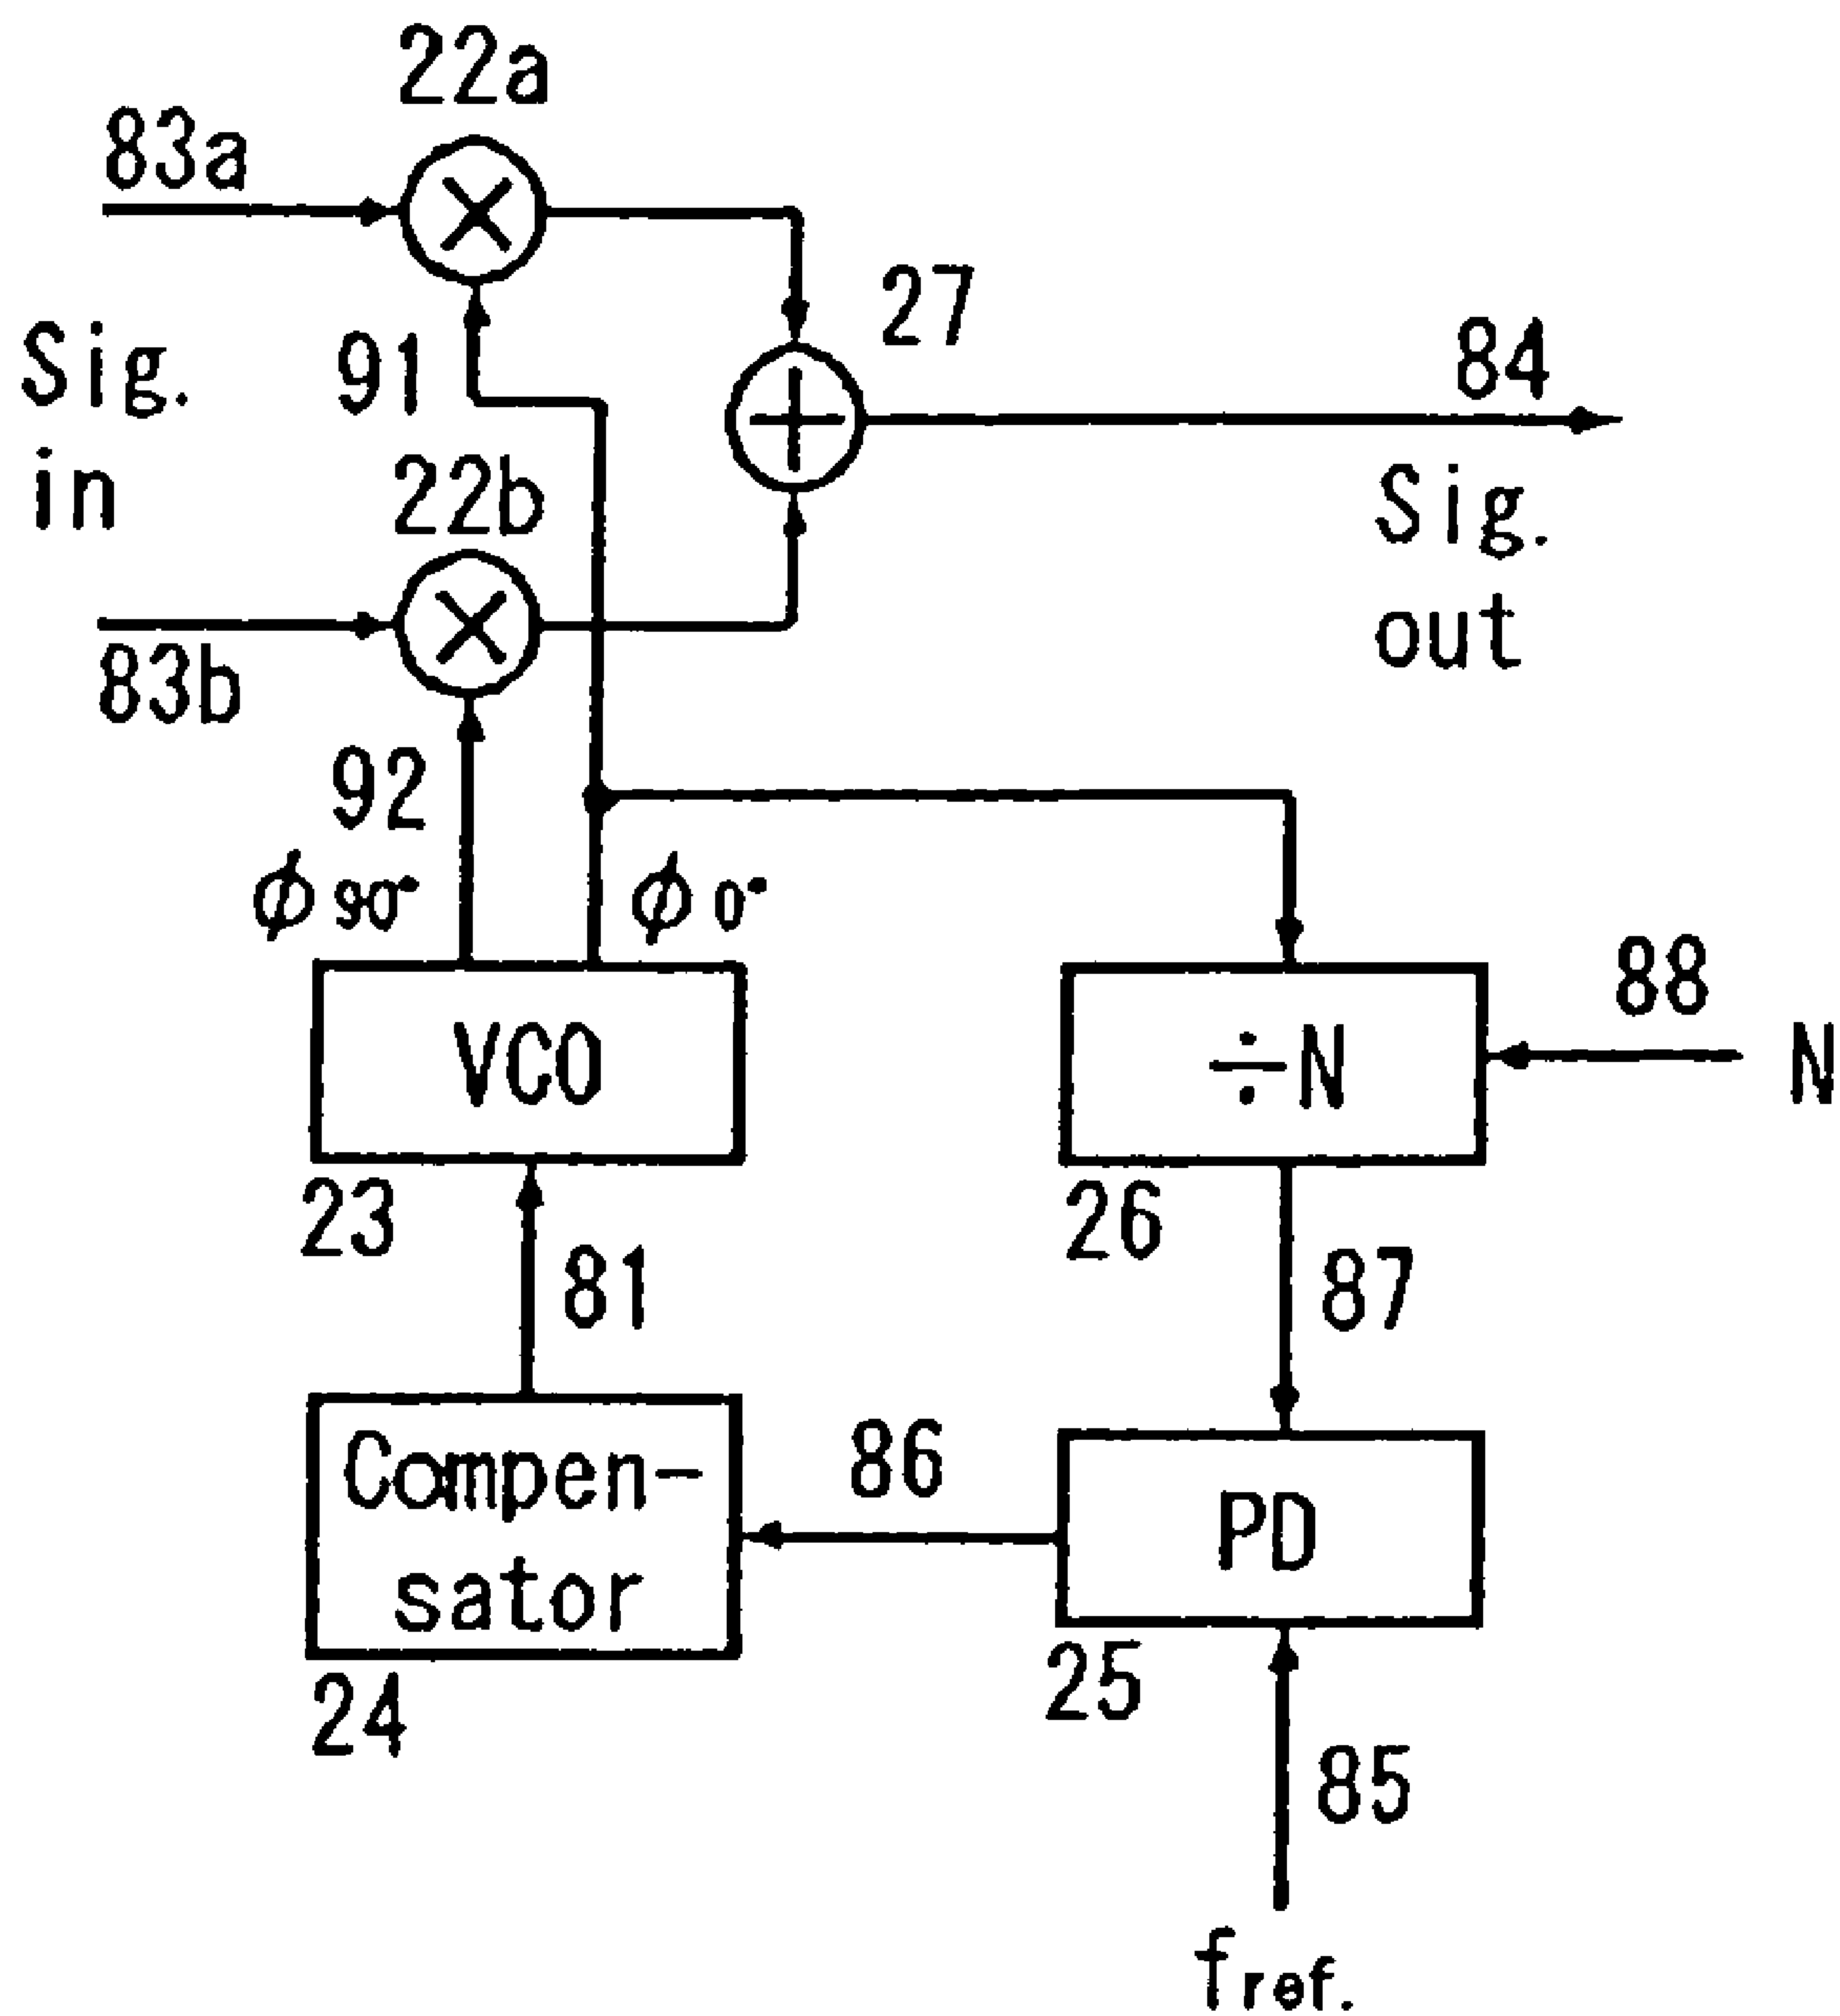 22a
83a
27
Sig.
in
91
84
22b
Sig.
out
83b
92
ϕ90°
ϕ0°
88
VCO
÷N
N
23
26
81
87
Compen-
sator
86
PD
24
25
85
fref.